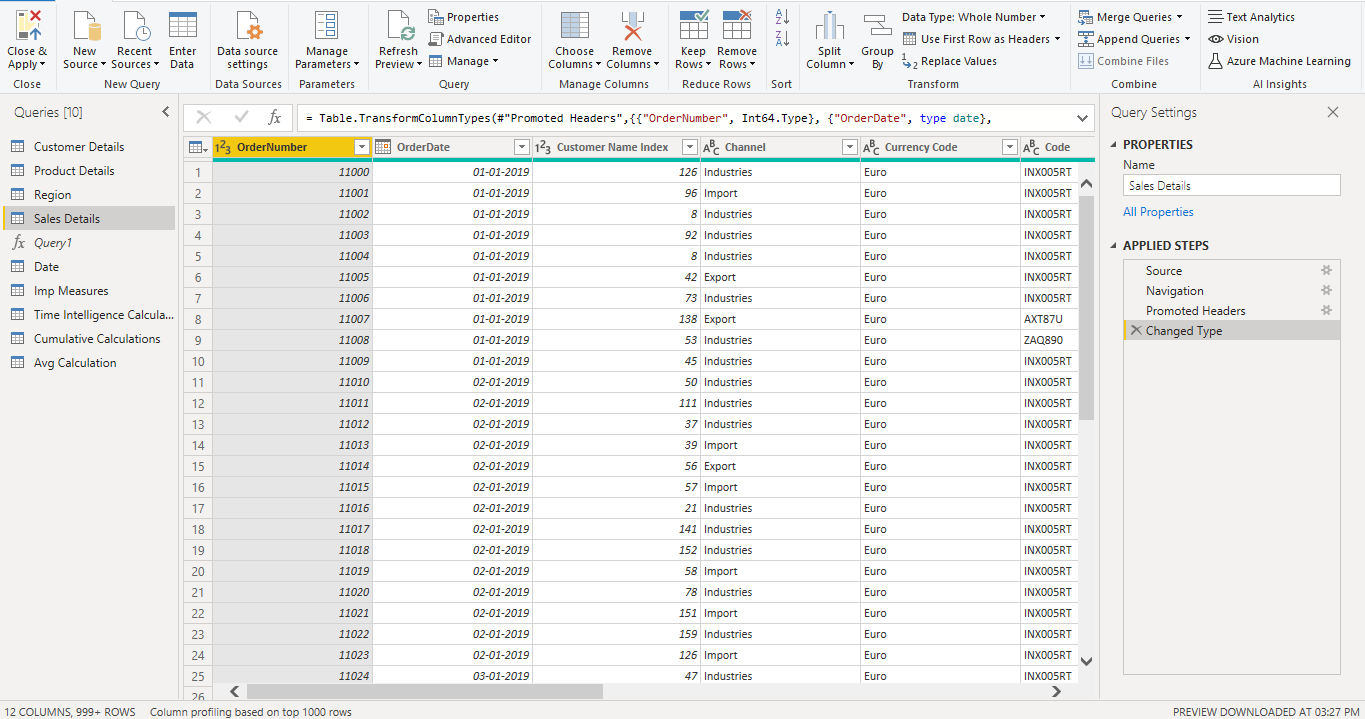 Close & Apply
New Source
Recent Sources
Enter Data
Data source settings
Manage Parameters
Refresh Preview
Properties
Advanced Editor
Manage
Choose Columns
Remove Columns
Keep Rows
Remove Rows
Split Column
Group By
Data Type: Whole Number
Use First Row as Headers
Replace Values
Merge Queries
Append Queries
Combine Files
Text Analytics
Vision
Azure Machine Learning
Close
New Query
Data Sources
Parameters
Query
Manage Columns
Reduce Rows
Sort
Transform
Combine
AI Insights
Queries [10]
Customer Details
Product Details
Region
Sales Details
Query1
Date
Imp Measures
Time Intelligence Calcula...
Cumulative Calculations
Avg Calculation
= Table.TransformColumnTypes(#"Promoted Headers",{{"OrderNumber", Int64.Type}, {"OrderDate", type date},
OrderNumber OrderDate Customer Name Index Channel Currency Code Code
1 11000 01-01-2019 126 Industries Euro INX005RT
2 11001 01-01-2019 96 Import Euro INX005RT
3 11002 01-01-2019 8 Industries Euro INX005RT
4 11003 01-01-2019 92 Industries Euro INX005RT
5 11004 01-01-2019 8 Industries Euro INX005RT
6 11005 01-01-2019 42 Export Euro INX005RT
7 11006 01-01-2019 73 Industries Euro INX005RT
8 11007 01-01-2019 138 Export Euro AXT87U
9 11008 01-01-2019 53 Industries Euro ZAQ890
10 11009 01-01-2019 45 Industries Euro INX005RT
11 11010 02-01-2019 50 Industries Euro INX005RT
12 11011 02-01-2019 111 Industries Euro INX005RT
13 11012 02-01-2019 37 Industries Euro INX005RT
14 11013 02-01-2019 39 Import Euro INX005RT
15 11014 02-01-2019 56 Export Euro INX005RT
16 11015 02-01-2019 57 Import Euro INX005RT
17 11016 02-01-2019 21 Industries Euro INX005RT
18 11017 02-01-2019 141 Industries Euro INX005RT
19 11018 02-01-2019 152 Industries Euro INX005RT
20 11019 02-01-2019 58 Import Euro INX005RT
21 11020 02-01-2019 78 Industries Euro INX005RT
22 11021 02-01-2019 151 Import Euro INX005RT
23 11022 02-01-2019 159 Industries Euro INX005RT
24 11023 02-01-2019 126 Import Euro INX005RT
25 11024 03-01-2019 47 Industries Euro INX005RT
26
Query Settings
PROPERTIES
Name
Sales Details
All Properties
APPLIED STEPS
Source
Navigation
Promoted Headers
Changed Type
12 COLUMNS, 999+ ROWS Column profiling based on top 1000 rows
PREVIEW DOWNLOADED AT 03:27 PM